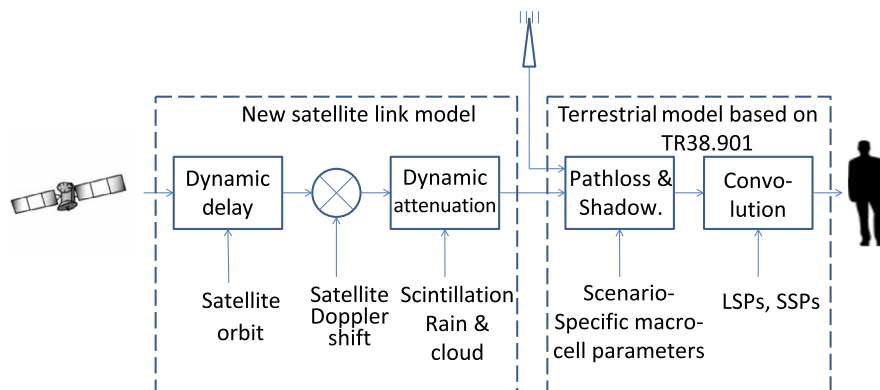 New satellite link model
Terrestrial model based on
TR38.901
Dynamic
delay
Dynamic
attenuation
Pathloss &
Shadow.
Convo-
lution
Satellite
orbit
Satellite
Doppler
shift
Scintillation
Rain &
cloud
Scenario-
Specific macro-
cell parameters
LSPs, SSPs